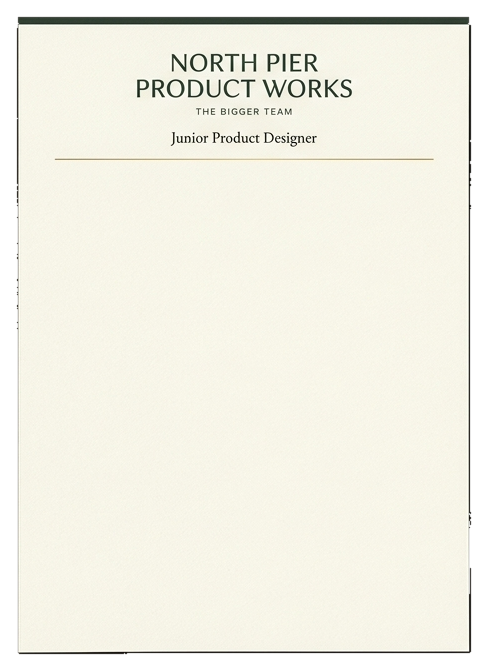 NORTH PIER
PRODUCT WORKS
THE BIGGER TEAM
Junior Product Designer